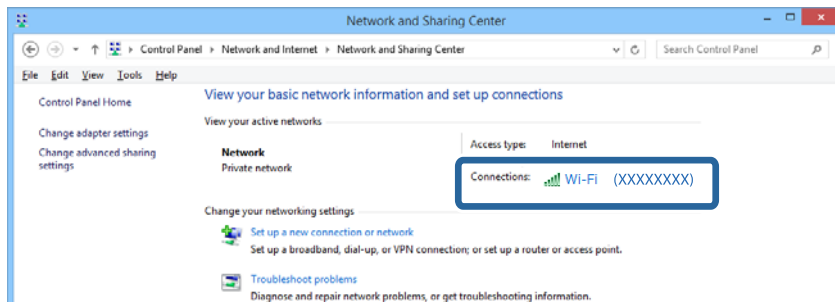 Network and Sharing Center
Control Panel Network and Internet Network and Sharing Center
Search Control Panel
File Edit View Tools Help
Control Panel Home
Change adapter settings
Change advanced sharing
settings
View your basic network information and set up connections
View your active networks
Network
Private network
Access type: Internet
Connections: Wi-Fi (XXXXXXXX)
Change your networking settings
Set up a new connection or network
Set up a broadband, dial-up, or VPN connection; or set up a router or access point.
Troubleshoot problems
Diagnose and repair network problems, or get troubleshooting information.